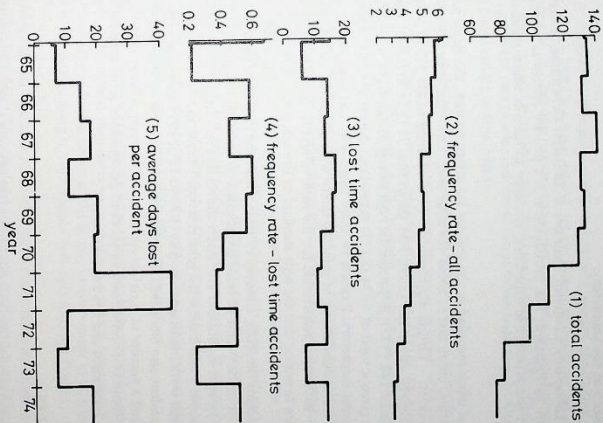 140
120
100
80
60
(1) total accidents
6
5
4
3
2
(2) frequency rate – all accidents
20
10
0
(3) lost time accidents
0.6
0.4
0.2
(4) frequency rate – lost time accidents
40
20
10
0
(5) average days lost
per accident
65 66 67 68 69 70 71 72 73 74
year